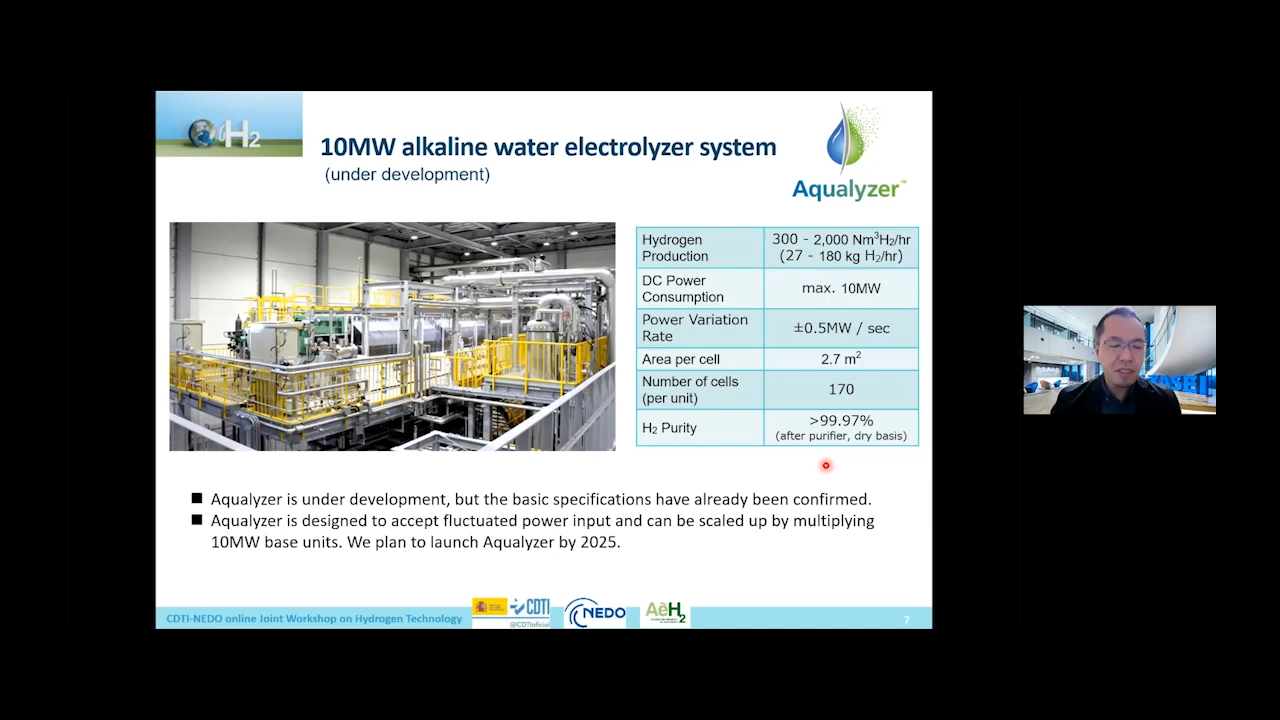 H2
10MW alkaline water electrolyzer system
(under development)
Aqualyzer™
Hydrogen Production
300 - 2,000 Nm³H₂/hr
(27 - 180 kg H₂/hr)
DC Power Consumption
max. 10MW
Power Variation Rate
±0.5MW / sec
Area per cell
2.7 m²
Number of cells (per unit)
170
H₂ Purity
>99.97%
(after purifier, dry basis)
■ Aqualyzer is under development, but the basic specifications have already been confirmed.
■ Aqualyzer is designed to accept fluctuated power input and can be scaled up by multiplying
10MW base units. We plan to launch Aqualyzer by 2025.
CDTI-NEDO online Joint Workshop on Hydrogen Technology
CDTI
@CDTIoficial
NEDO
AeH2
7